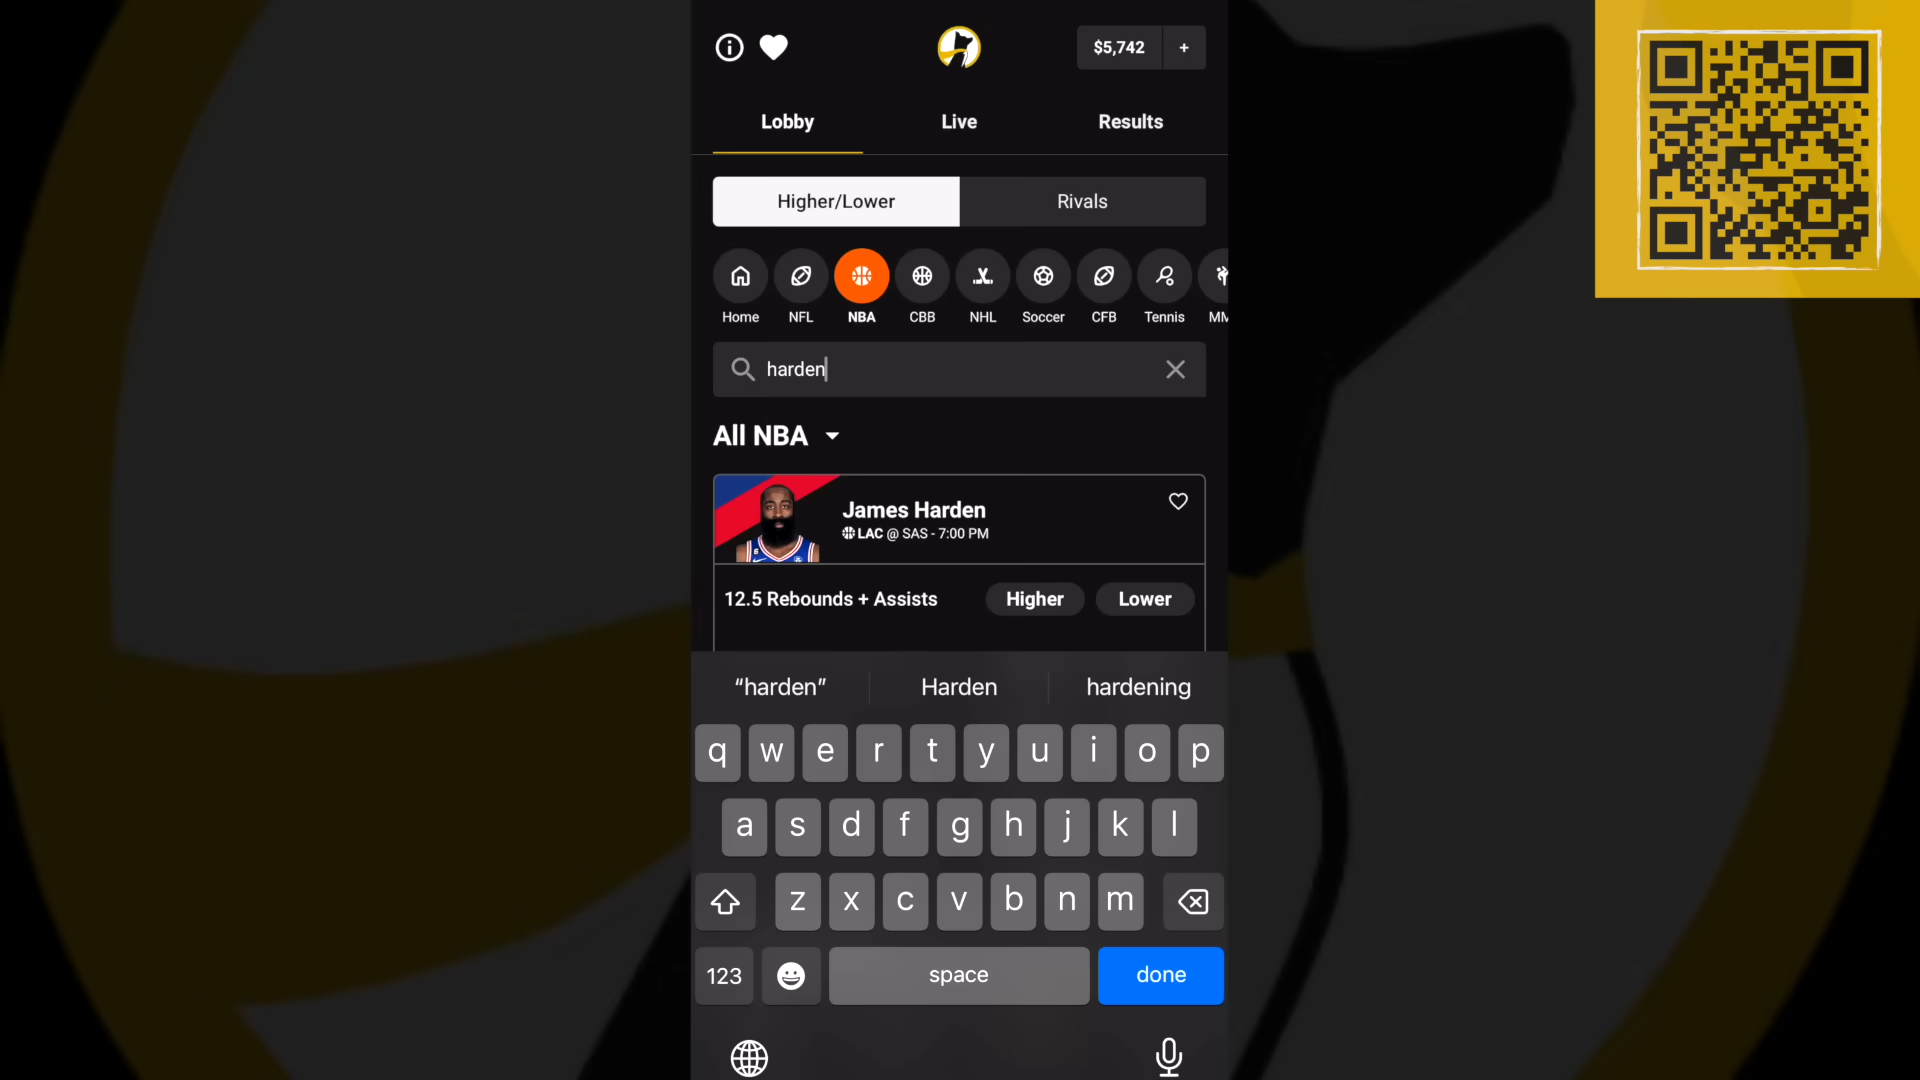 $5,742 +
Lobby Live Results
Higher/Lower Rivals
Home NFL NBA CBB NHL Soccer CFB Tennis MM
harden
All NBA
James Harden
LAC @ SAS - 7:00 PM
12.5 Rebounds + Assists Higher Lower
“harden” Harden hardening
q w e r t y u i o p
a s d f g h j k l
z x c v b n m
123 space done